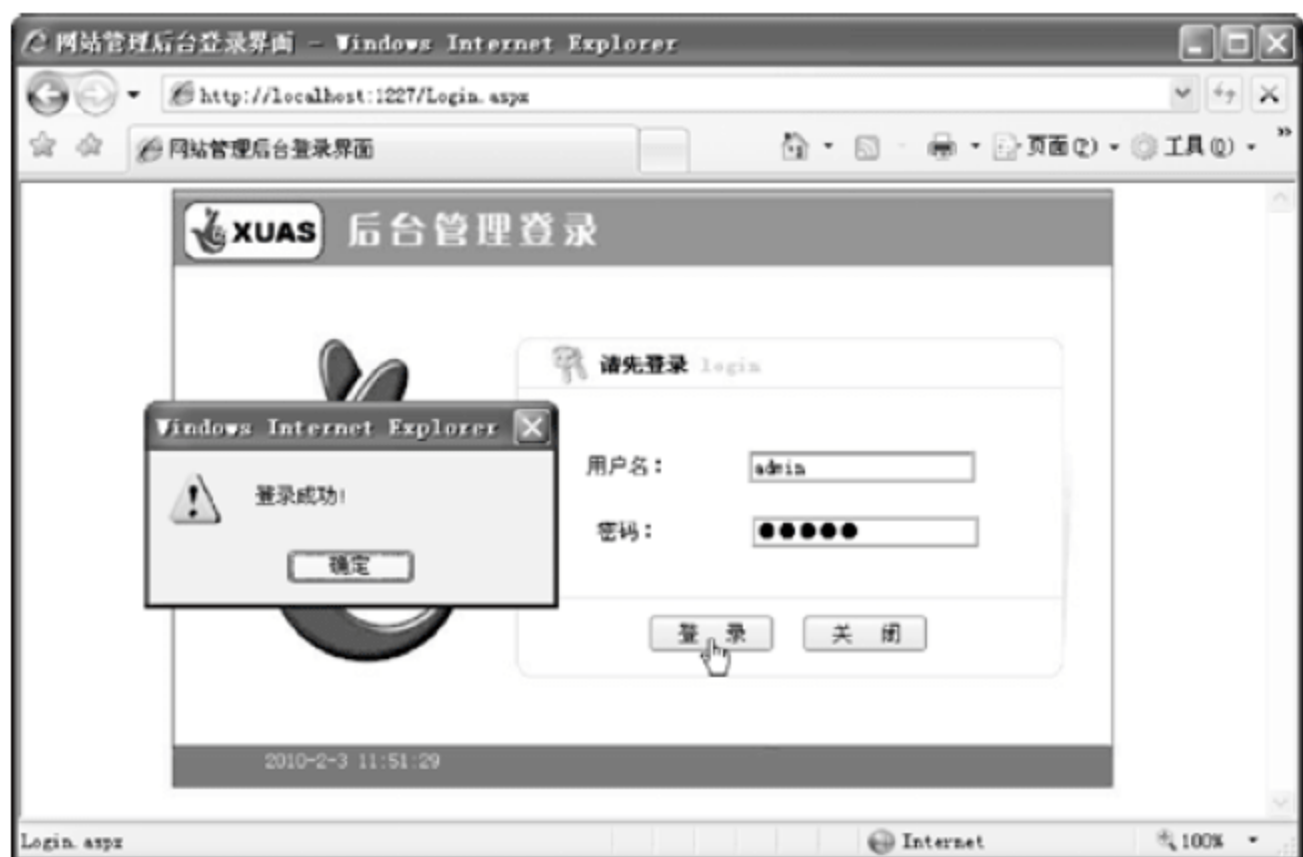 网站管理后台登录界面 - Windows Internet Explorer
http://localhost:1227/Login.aspx
网站管理后台登录界面
页面(P)
工具(O)
»
XUAS 后台管理登录
请先登录 login
Windows Internet Explorer
登录成功!
确定
用户名:
admin
密码:
●●●●●
登 录
关 闭
2010-2-3 11:51:29
Login.aspx
Internet
100%